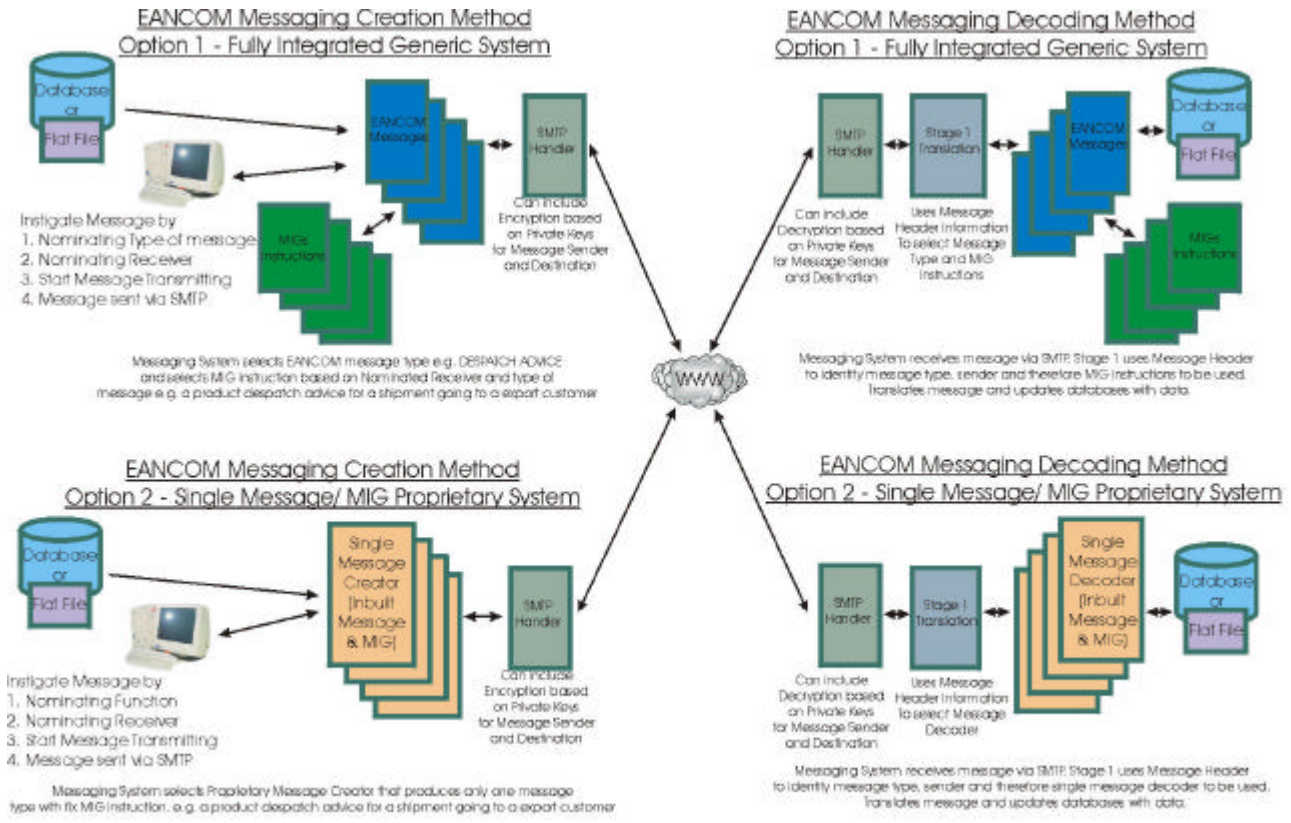 EANCOM Messaging Creation Method
Option 1 - Fully Integrated Generic System
Database
or
Flat File
EANCOM
Messages
SMTP
Handler
Can Include
Encryption based
on Private Keys
for Message Sender
and Destination
Instigate Message by
1. Nominating Type of message
2. Nominating Receiver
3. Start Message Transmitting
4. Message sent via SMTP
MIGs
Instructions
Messaging System selects EANCOM message type e.g. DESPATCH ADVICE
and selects MIG instruction based on Nominated Receiver and type of
message e.g. a product despatch advice for a shipment going to a export customer
EANCOM Messaging Decoding Method
Option 1 - Fully Integrated Generic System
SMTP
Handler
Stage 1
Translation
EANCOM
Messages
Database
or
Flat File
Can Include
Decryption based
on Private Keys
for Message Sender
and Destination
Uses Message
Header Information
To select Message
Type and MIG
Instructions
MIGs
Instructions
Messaging System receives message via SMTP. Stage 1 uses Message Header
to identity message type, sender and therefore MIG instructions to be used.
Translates message and updates databases with data.
WWW
EANCOM Messaging Creation Method
Option 2 - Single Message/ MIG Proprietary System
Database
or
Flat File
Single
Message
Creator
(Inbuilt
Message
& MIG)
SMTP
Handler
Can Include
Encryption based
on Private Keys
for Message Sender
and Destination
Instigate Message by
1. Nominating Function
2. Nominating Receiver
3. Start Message Transmitting
4. Message sent via SMTP
Messaging System selects Proprietary Message Creator that produces only one message
type with fix MIG instruction. e.g. a product despatch advice for a shipment going to a export customer
EANCOM Messaging Decoding Method
Option 2 - Single Message/ MIG Proprietary System
SMTP
Handler
Stage 1
Translation
Single
Message
Decoder
(Inbuilt
Message
& MIG)
Database
or
Flat File
Can Include
Decryption based
on Private Keys
for Message Sender
and Destination
Uses Message
Header Information
To select Message
Decoder
Messaging System receives message via SMTP. Stage 1 uses Message Header
to identity message type, sender and therefore single message decoder to be used.
Translates message and updates databases with data.